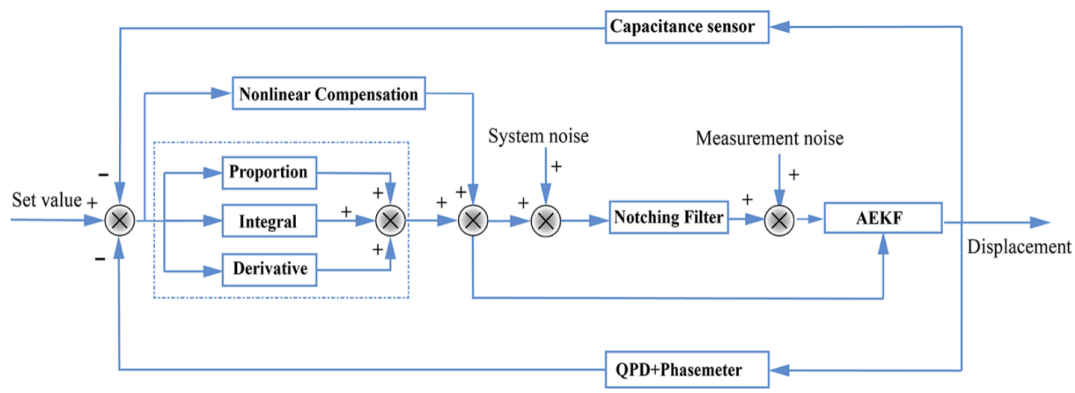 Capacitance sensor
Nonlinear Compensation
System noise
Measurement noise
Proportion
Set value
Integral
Notching Filter
AEKF
Displacement
Derivative
QPD+Phasemeter
+
+
+
+
+
+
+
+
+
+
−
−